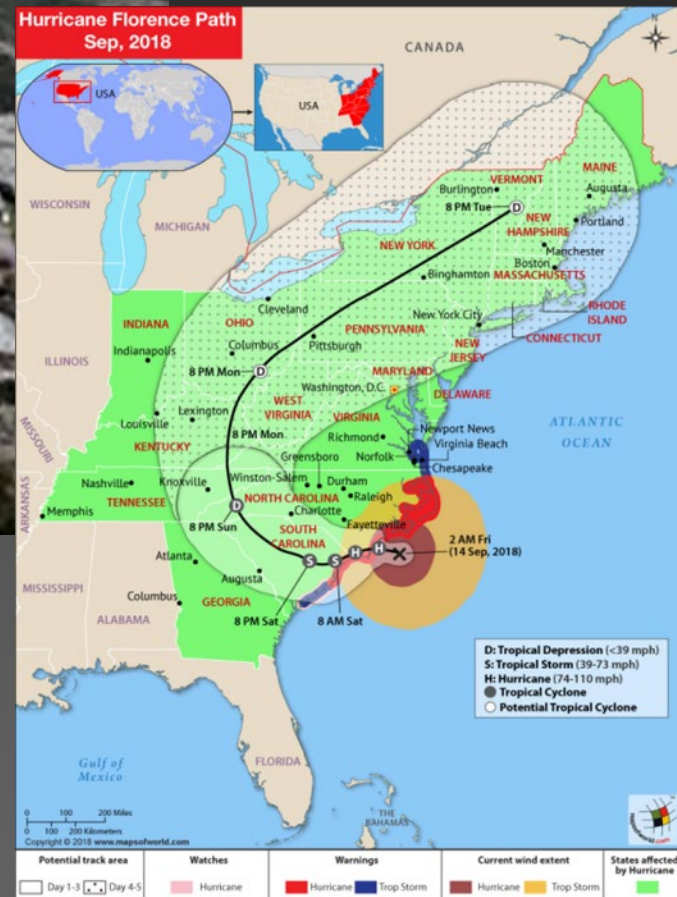 Hurricane Florence Path
Sep, 2018
N
CANADA
USA
USA
WISCONSIN
MICHIGAN
MAINE
VERMONT
Burlington
Augusta
8 PM Tue
D
NEW
HAMPSHIRE
Portland
NEW YORK
Manchester
Boston
MASSACHUSETTS
Binghamton
Cleveland
RHODE
ISLAND
INDIANA
OHIO
New York City
PENNSYLVANIA
CONNECTICUT
Columbus
Pittsburgh
NEW
JERSEY
ILLINOIS
Indianapolis
8 PM Mon
D
MARYLAND
Washington, D.C.
DELAWARE
WEST
VIRGINIA
VIRGINIA
Lexington
Louisville
Newport News
ATLANTIC
OCEAN
8 PM Mon
Richmond
Virginia Beach
MISSOURI
KENTUCKY
Norfolk
Greensboro
Chesapeake
Winston-Salem
Durham
Nashville
Knoxville
NORTH CAROLINA
Raleigh
TENNESSEE
D
Charlotte
ARKANSAS
Memphis
8 PM Sun
Fayetteville
SOUTH
CAROLINA
2 AM Fri
(14 Sep, 2018)
H
H
S
S
Atlanta
Augusta
MISSISSIPPI
Columbus
GEORGIA
8 PM Sat
8 AM Sat
ALABAMA
D: Tropical Depression (<39 mph)
S: Tropical Storm (39-73 mph)
H: Hurricane (74-110 mph)
Tropical Cyclone
Potential Tropical Cyclone
FLORIDA
Gulf of
Mexico
0 100 200 Miles
0 100 200 Kilometers
THE
BAHAMAS
Copyright © 2018 www.mapsofworld.com
mapsofworld.com
Potential track area
Day 1-3
Day 4-5
Watches
Hurricane
Warnings
Hurricane
Trop Storm
Current wind extent
Hurricane
Trop Storm
States affected
by Hurricane